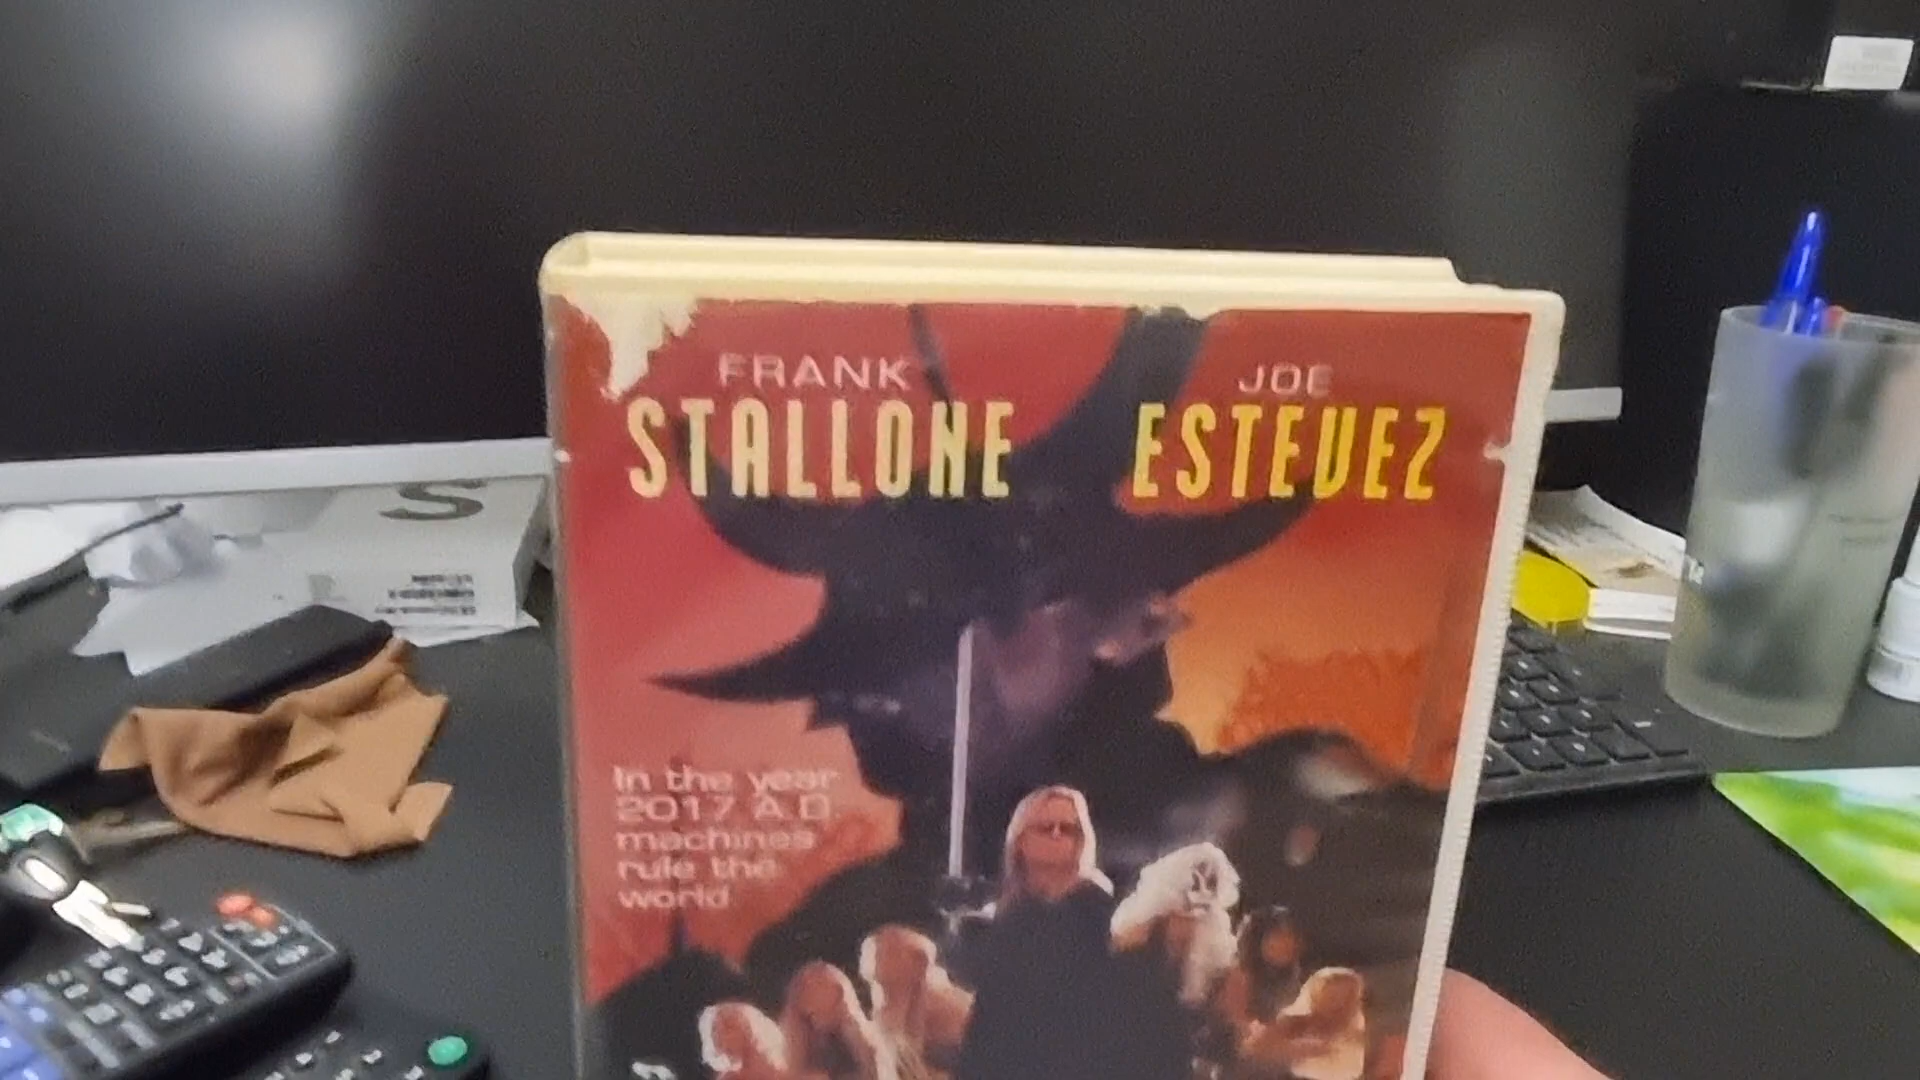 FRANK
STALLONE
JOE
ESTEVEZ
In the year
2017 A.D.
machines
rule the
world
S